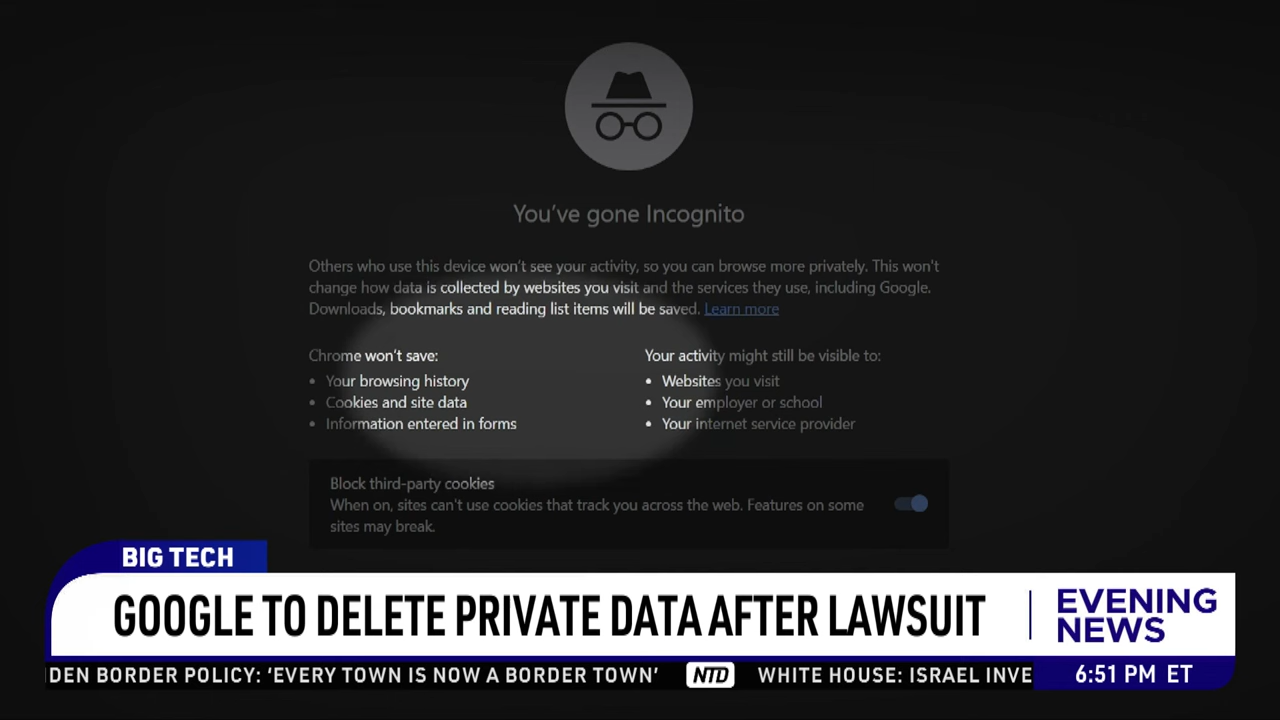 You've gone Incognito
Others who use this device won't see your activity, so you can browse more privately. This won't
change how data is collected by websites you visit and the services they use, including Google.
Downloads, bookmarks and reading list items will be saved. Learn more
Chrome won't save:
• Your browsing history
• Cookies and site data
• Information entered in forms
Your activity might still be visible to:
• Websites you visit
• Your employer or school
• Your internet service provider
Block third-party cookies
When on, sites can't use cookies that track you across the web. Features on some
sites may break.
BIG TECH
GOOGLE TO DELETE PRIVATE DATA AFTER LAWSUIT
EVENING
NEWS
DEN BORDER POLICY: ‘EVERY TOWN IS NOW A BORDER TOWN’ NTD WHITE HOUSE: ISRAEL INVE
6:51 PM ET